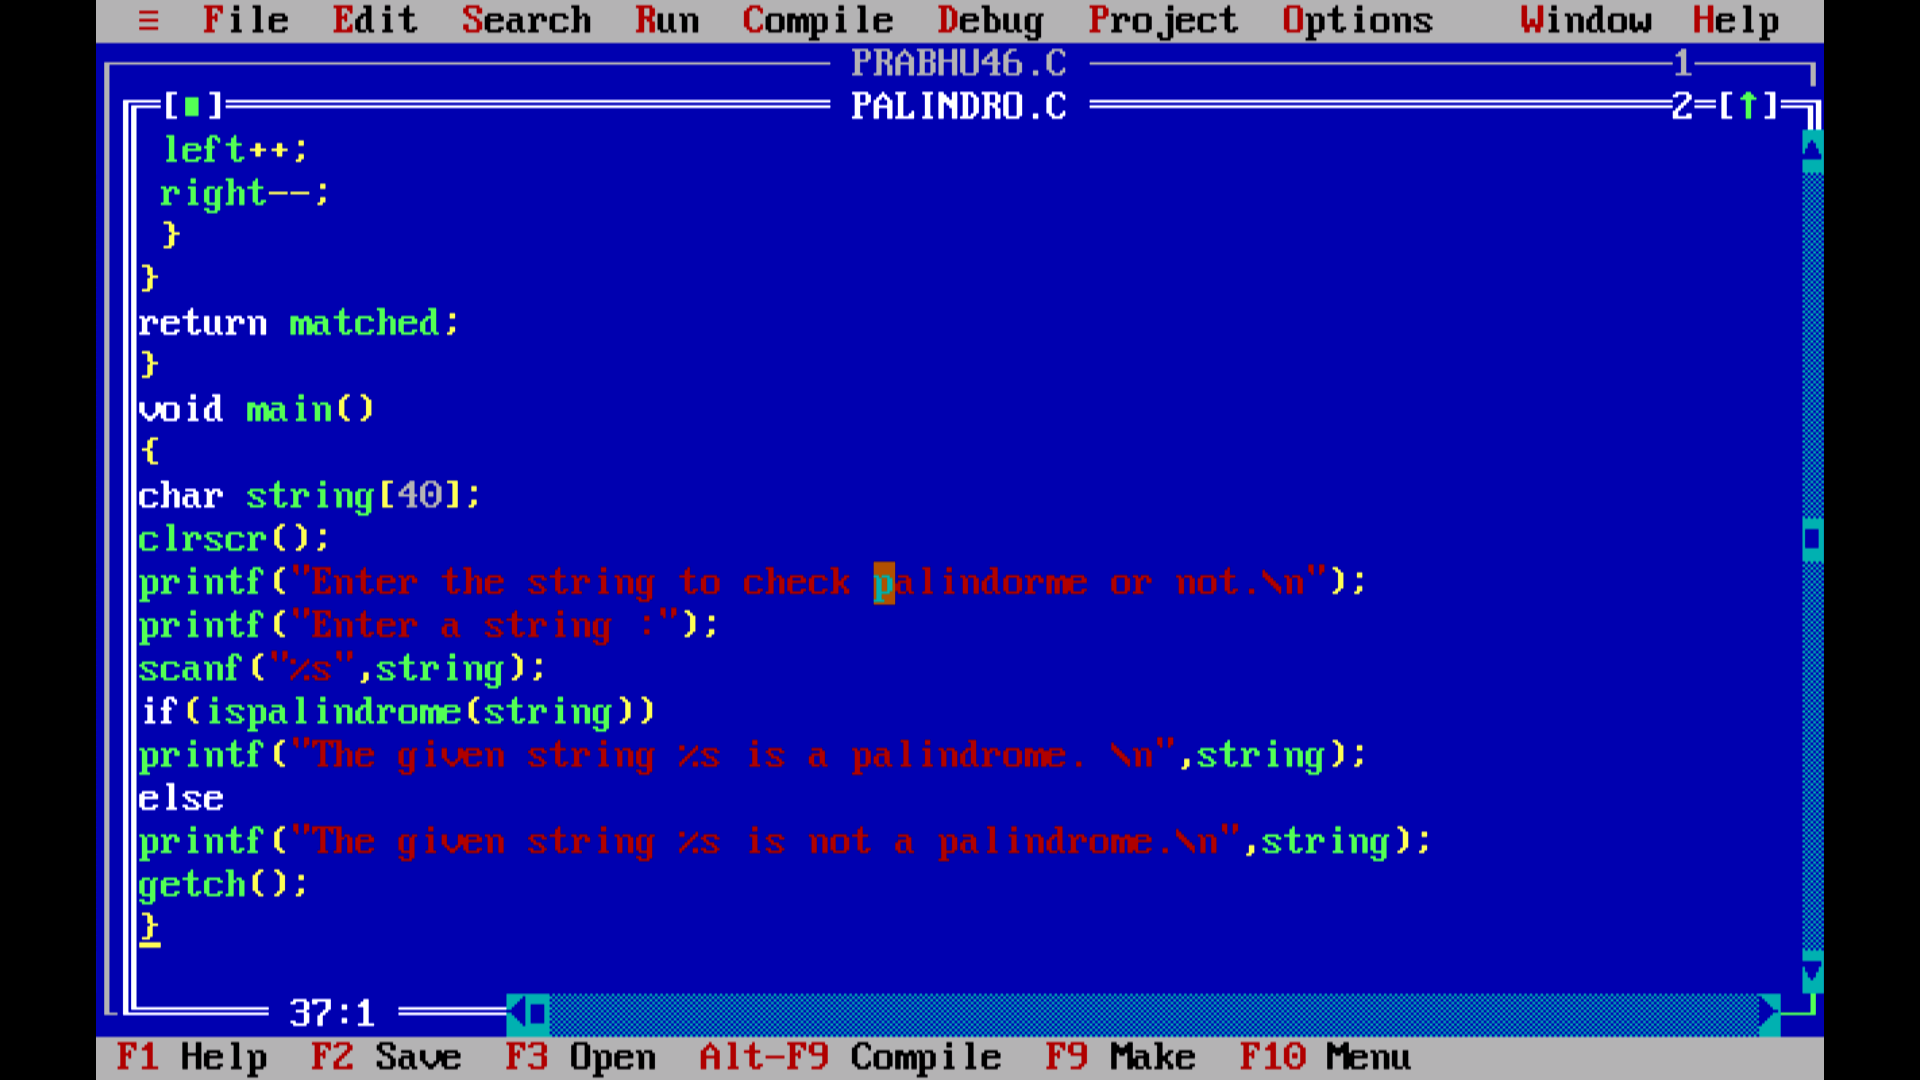 ≡ File Edit Search Run Compile Debug Project Options Window Help
PRABHU46.C 1
[■] PALINDRO.C 2=[↑]
left++;
right--;
}
}
return matched;
}
void main()
{
char string[40];
clrscr();
printf("Enter the string to check palindorme or not.\n");
printf("Enter a string :");
scanf("%s",string);
if(ispalindrome(string))
printf("The given string %s is a palindrome. \n",string);
else
printf("The given string %s is not a palindrome.\n",string);
getch();
}
37:1
F1 Help F2 Save F3 Open Alt-F9 Compile F9 Make F10 Menu